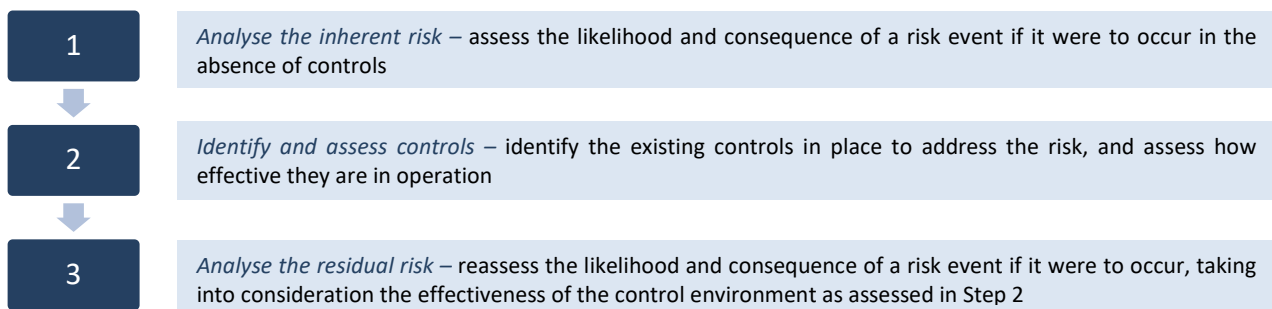 1
Analyse the inherent risk – assess the likelihood and consequence of a risk event if it were to occur in the
absence of controls
2
Identify and assess controls – identify the existing controls in place to address the risk, and assess how
effective they are in operation
3
Analyse the residual risk – reassess the likelihood and consequence of a risk event if it were to occur, taking
into consideration the effectiveness of the control environment as assessed in Step 2